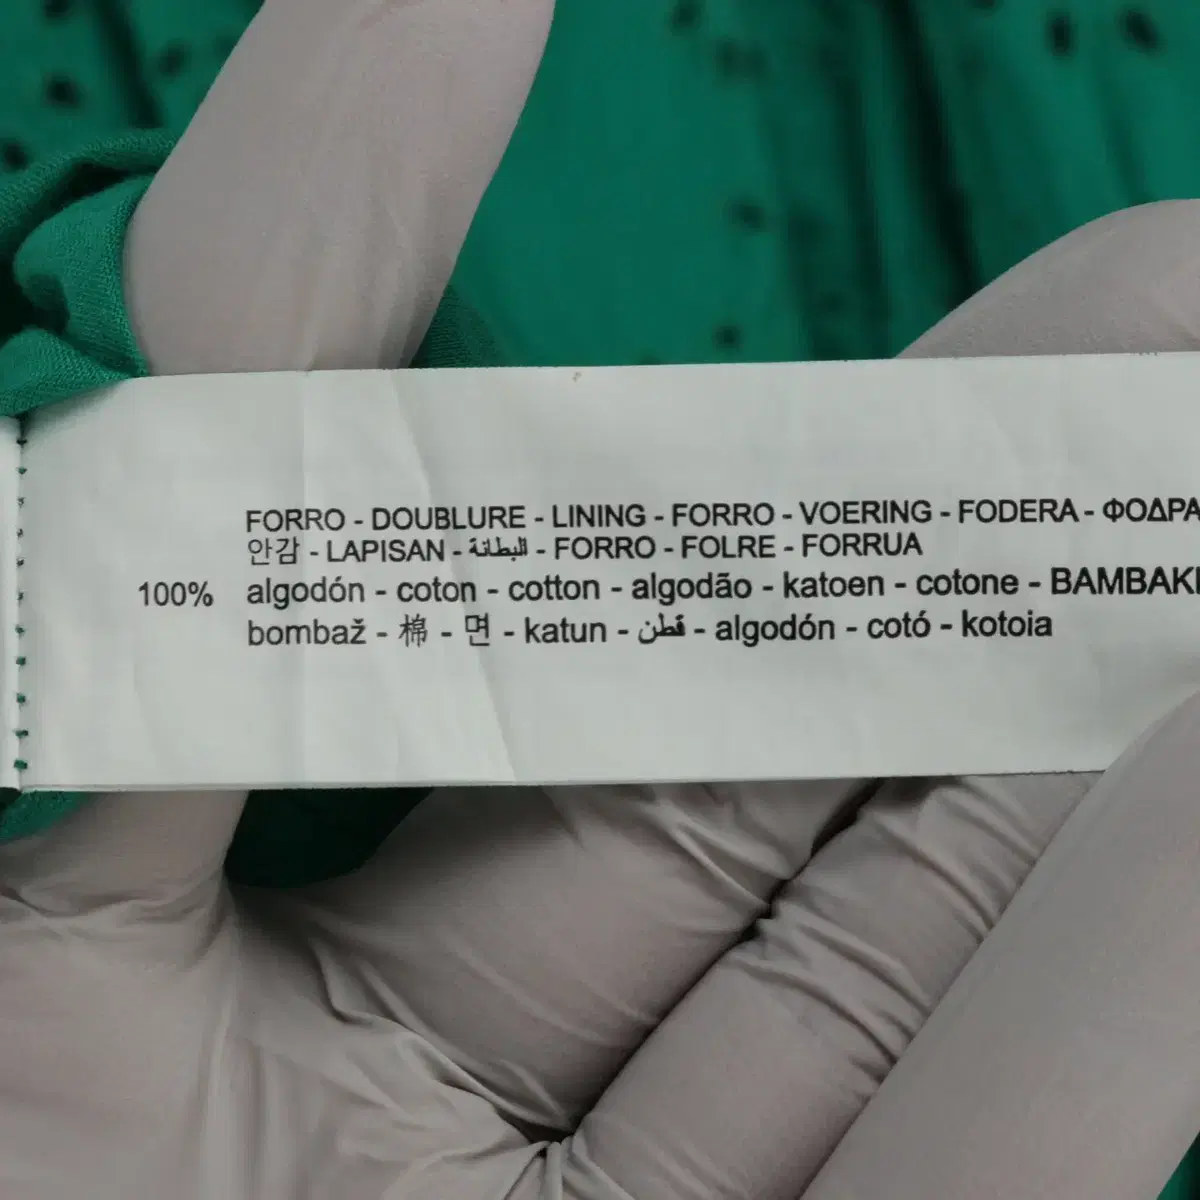 FORRO - DOUBLURE - LINING - FORRO - VOERING - FODERA - ΦΟΔΡΑ
안감 - LAPISAN - البطانة - FORRO - FOLRE - FORRUA
100% algodón - coton - cotton - algodão - katoen - cotone - BAMBAKI
bombaž - 棉 - 면 - katun - قطن - algodón - cotó - kotoia